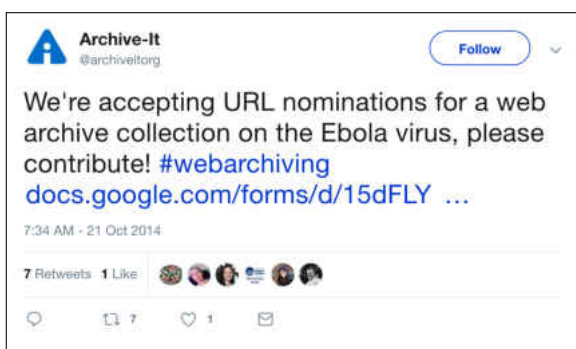 Archive-It
@archiveitorg
Follow
We're accepting URL nominations for a web
archive collection on the Ebola virus, please
contribute! #webarchiving
docs.google.com/forms/d/15dFLY ...
7:34 AM - 21 Oct 2014
7 Retweets 1 Like
7 1